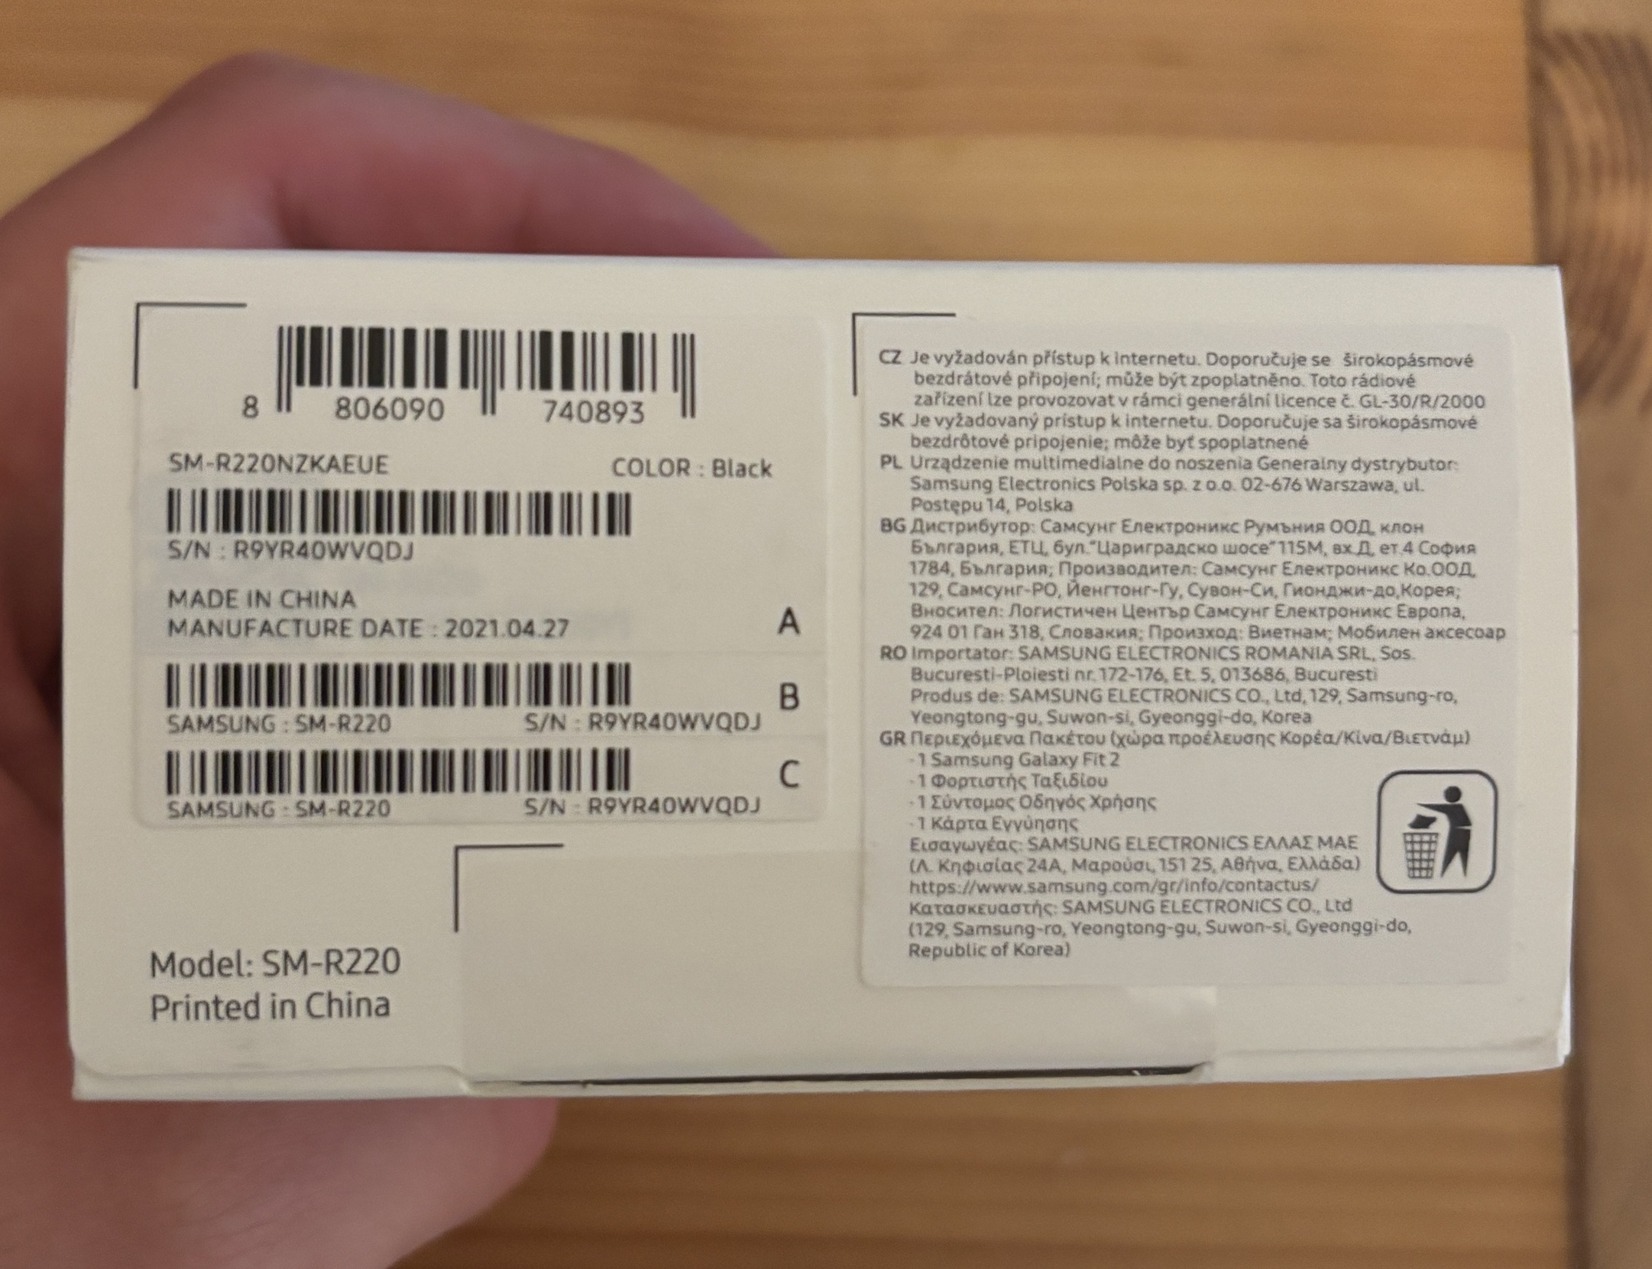 8 806090 740893
SM-R220NZKAEUE COLOR : Black
S/N : R9YR40WVQDJ
MADE IN CHINA
MANUFACTURE DATE : 2021.04.27 A
B
SAMSUNG : SM-R220 S/N : R9YR40WVQDJ
C
SAMSUNG : SM-R220 S/N : R9YR40WVQDJ
Model: SM-R220
Printed in China
CZ Je vyžadován přístup k internetu. Doporučuje se širokopásmové
bezdrátové připojení; může být zpoplatněno. Toto rádiové
zařízení lze provozovat v rámci generální licence č. GL-30/R/2000
SK Je vyžadovaný prístup k internetu. Doporučuje sa širokopásmové
bezdrôtové pripojenie; môže byť spoplatnené
PL Urządzenie multimedialne do noszenia Generalny dystrybutor:
Samsung Electronics Polska sp. z o.o. 02-676 Warszawa, ul.
Postępu 14, Polska
BG Дистрибутор: Самсунг Електроникс Румъния ООД, клон
България, ЕТЦ, бул."Цариградско шосе" 115М, вх.Д, ет.4 София
1784, България; Производител: Самсунг Електроникс Ко.ООД,
129, Самсунг-РО, Йенгтонг-Гу, Сувон-Си, Гионджи-до,Корея;
Вносител: Логистичен Център Самсунг Електроникс Европа,
924 01 Ган 318, Словакия; Произход: Виетнам; Мобилен аксесоар
RO Importator: SAMSUNG ELECTRONICS ROMANIA SRL, Sos.
Bucuresti-Ploiesti nr. 172-176, Et. 5, 013686, Bucuresti
Produs de: SAMSUNG ELECTRONICS CO., Ltd, 129, Samsung-ro,
Yeongtong-gu, Suwon-si, Gyeonggi-do, Korea
GR Περιεχόμενα Πακέτου (χώρα προέλευσης Κορέα/Κίνα/Βιετνάμ)
- 1 Samsung Galaxy Fit 2
- 1 Φορτιστής Ταξιδίου
- 1 Σύντομος Οδηγός Χρήσης
- 1 Κάρτα Εγγύησης
Εισαγωγέας: SAMSUNG ELECTRONICS ΕΛΛΑΣ ΜΑΕ
(Λ. Κηφισίας 24Α, Μαρούσι, 151 25, Αθήνα, Ελλάδα)
https://www.samsung.com/gr/info/contactus/
Κατασκευαστής: SAMSUNG ELECTRONICS CO., Ltd
(129, Samsung-ro, Yeongtong-gu, Suwon-si, Gyeonggi-do,
Republic of Korea)